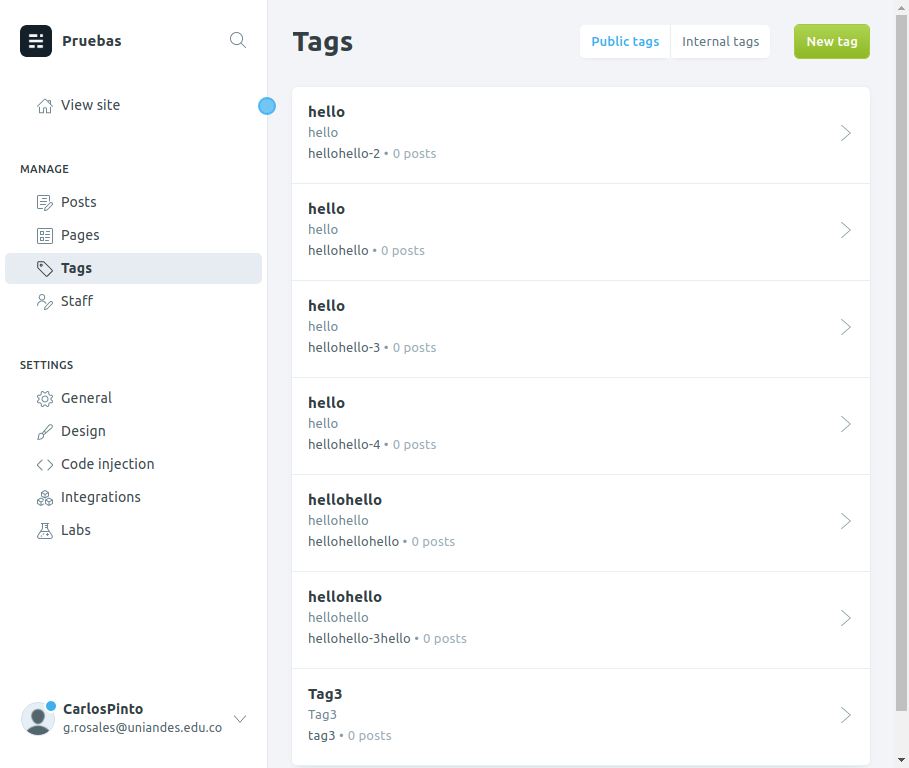 Pruebas
View site
MANAGE
Posts
Pages
Tags
Staff
SETTINGS
General
Design
Code injection
Integrations
Labs
CarlosPinto
g.rosales@uniandes.edu.co
Tags
Public tags
Internal tags
New tag
hello
hello
hellohello-2 • 0 posts
hello
hello
hellohello • 0 posts
hello
hello
hellohello-3 • 0 posts
hello
hello
hellohello-4 • 0 posts
hellohello
hellohello
hellohellohello • 0 posts
hellohello
hellohello
hellohello-3hello • 0 posts
Tag3
Tag3
tag3 • 0 posts